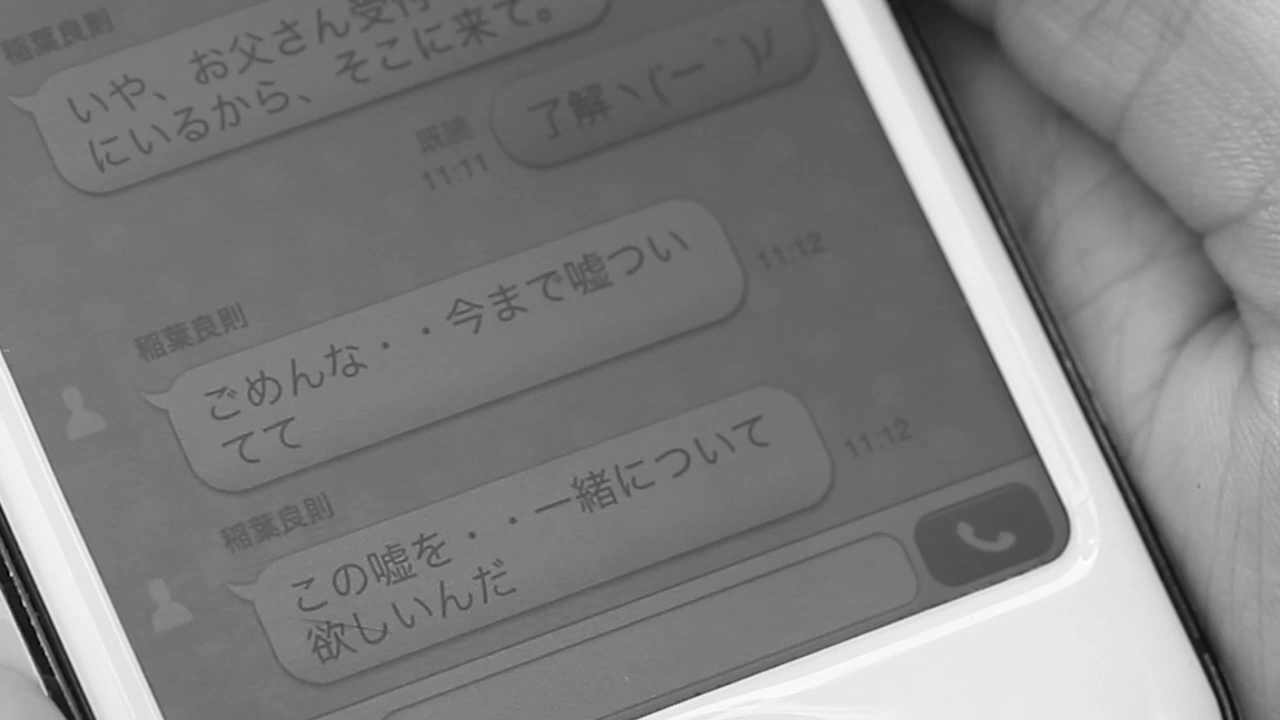 稲葉良則
いや、お父さん受付
にいるから、そこに来て。
了解ヽ(ー｀)ﾉ
既読
11:11
稲葉良則
ごめんな・・今まで嘘つい
てて
11:12
稲葉良則
この嘘を・・一緒について
欲しいんだ
11:12